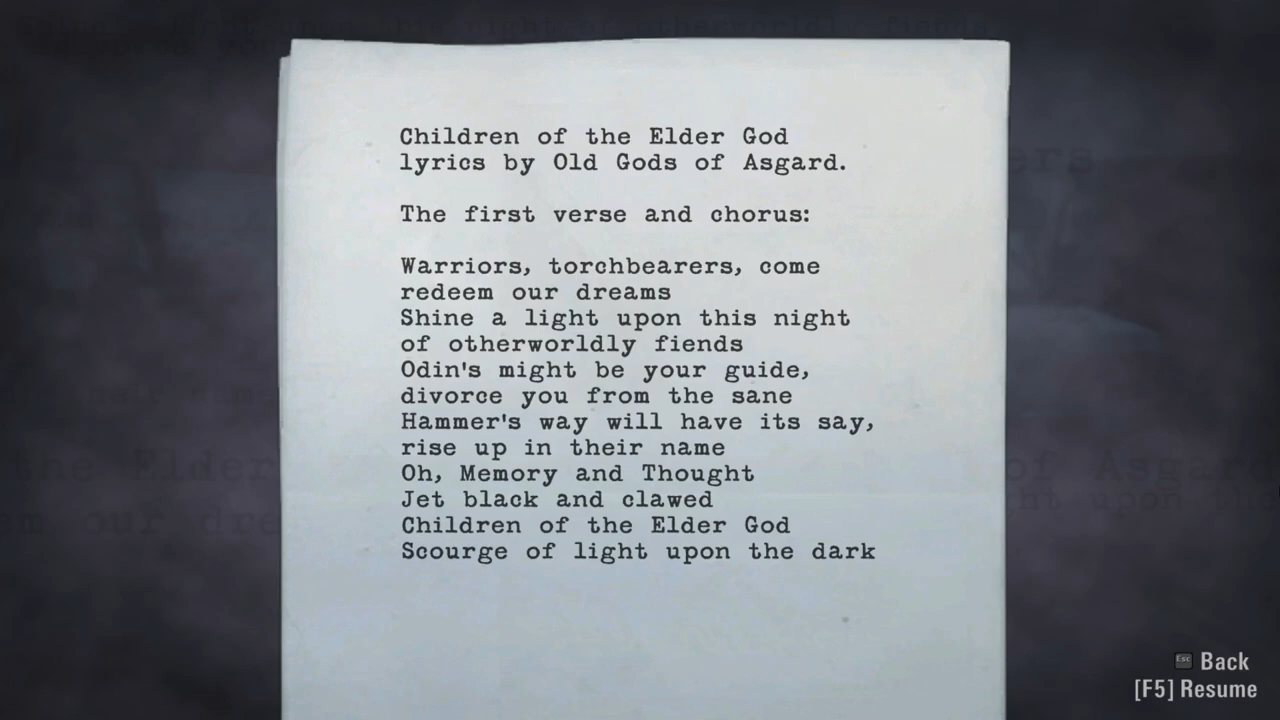 Children of the Elder God
lyrics by Old Gods of Asgard.
The first verse and chorus:
Warriors, torchbearers, come
redeem our dreams
Shine a light upon this night
of otherworldly fiends
Odin's might be your guide,
divorce you from the sane
Hammer's way will have its say,
rise up in their name
Oh, Memory and Thought
Jet black and clawed
Children of the Elder God
Scourge of light upon the dark
Esc Back
[F5] Resume